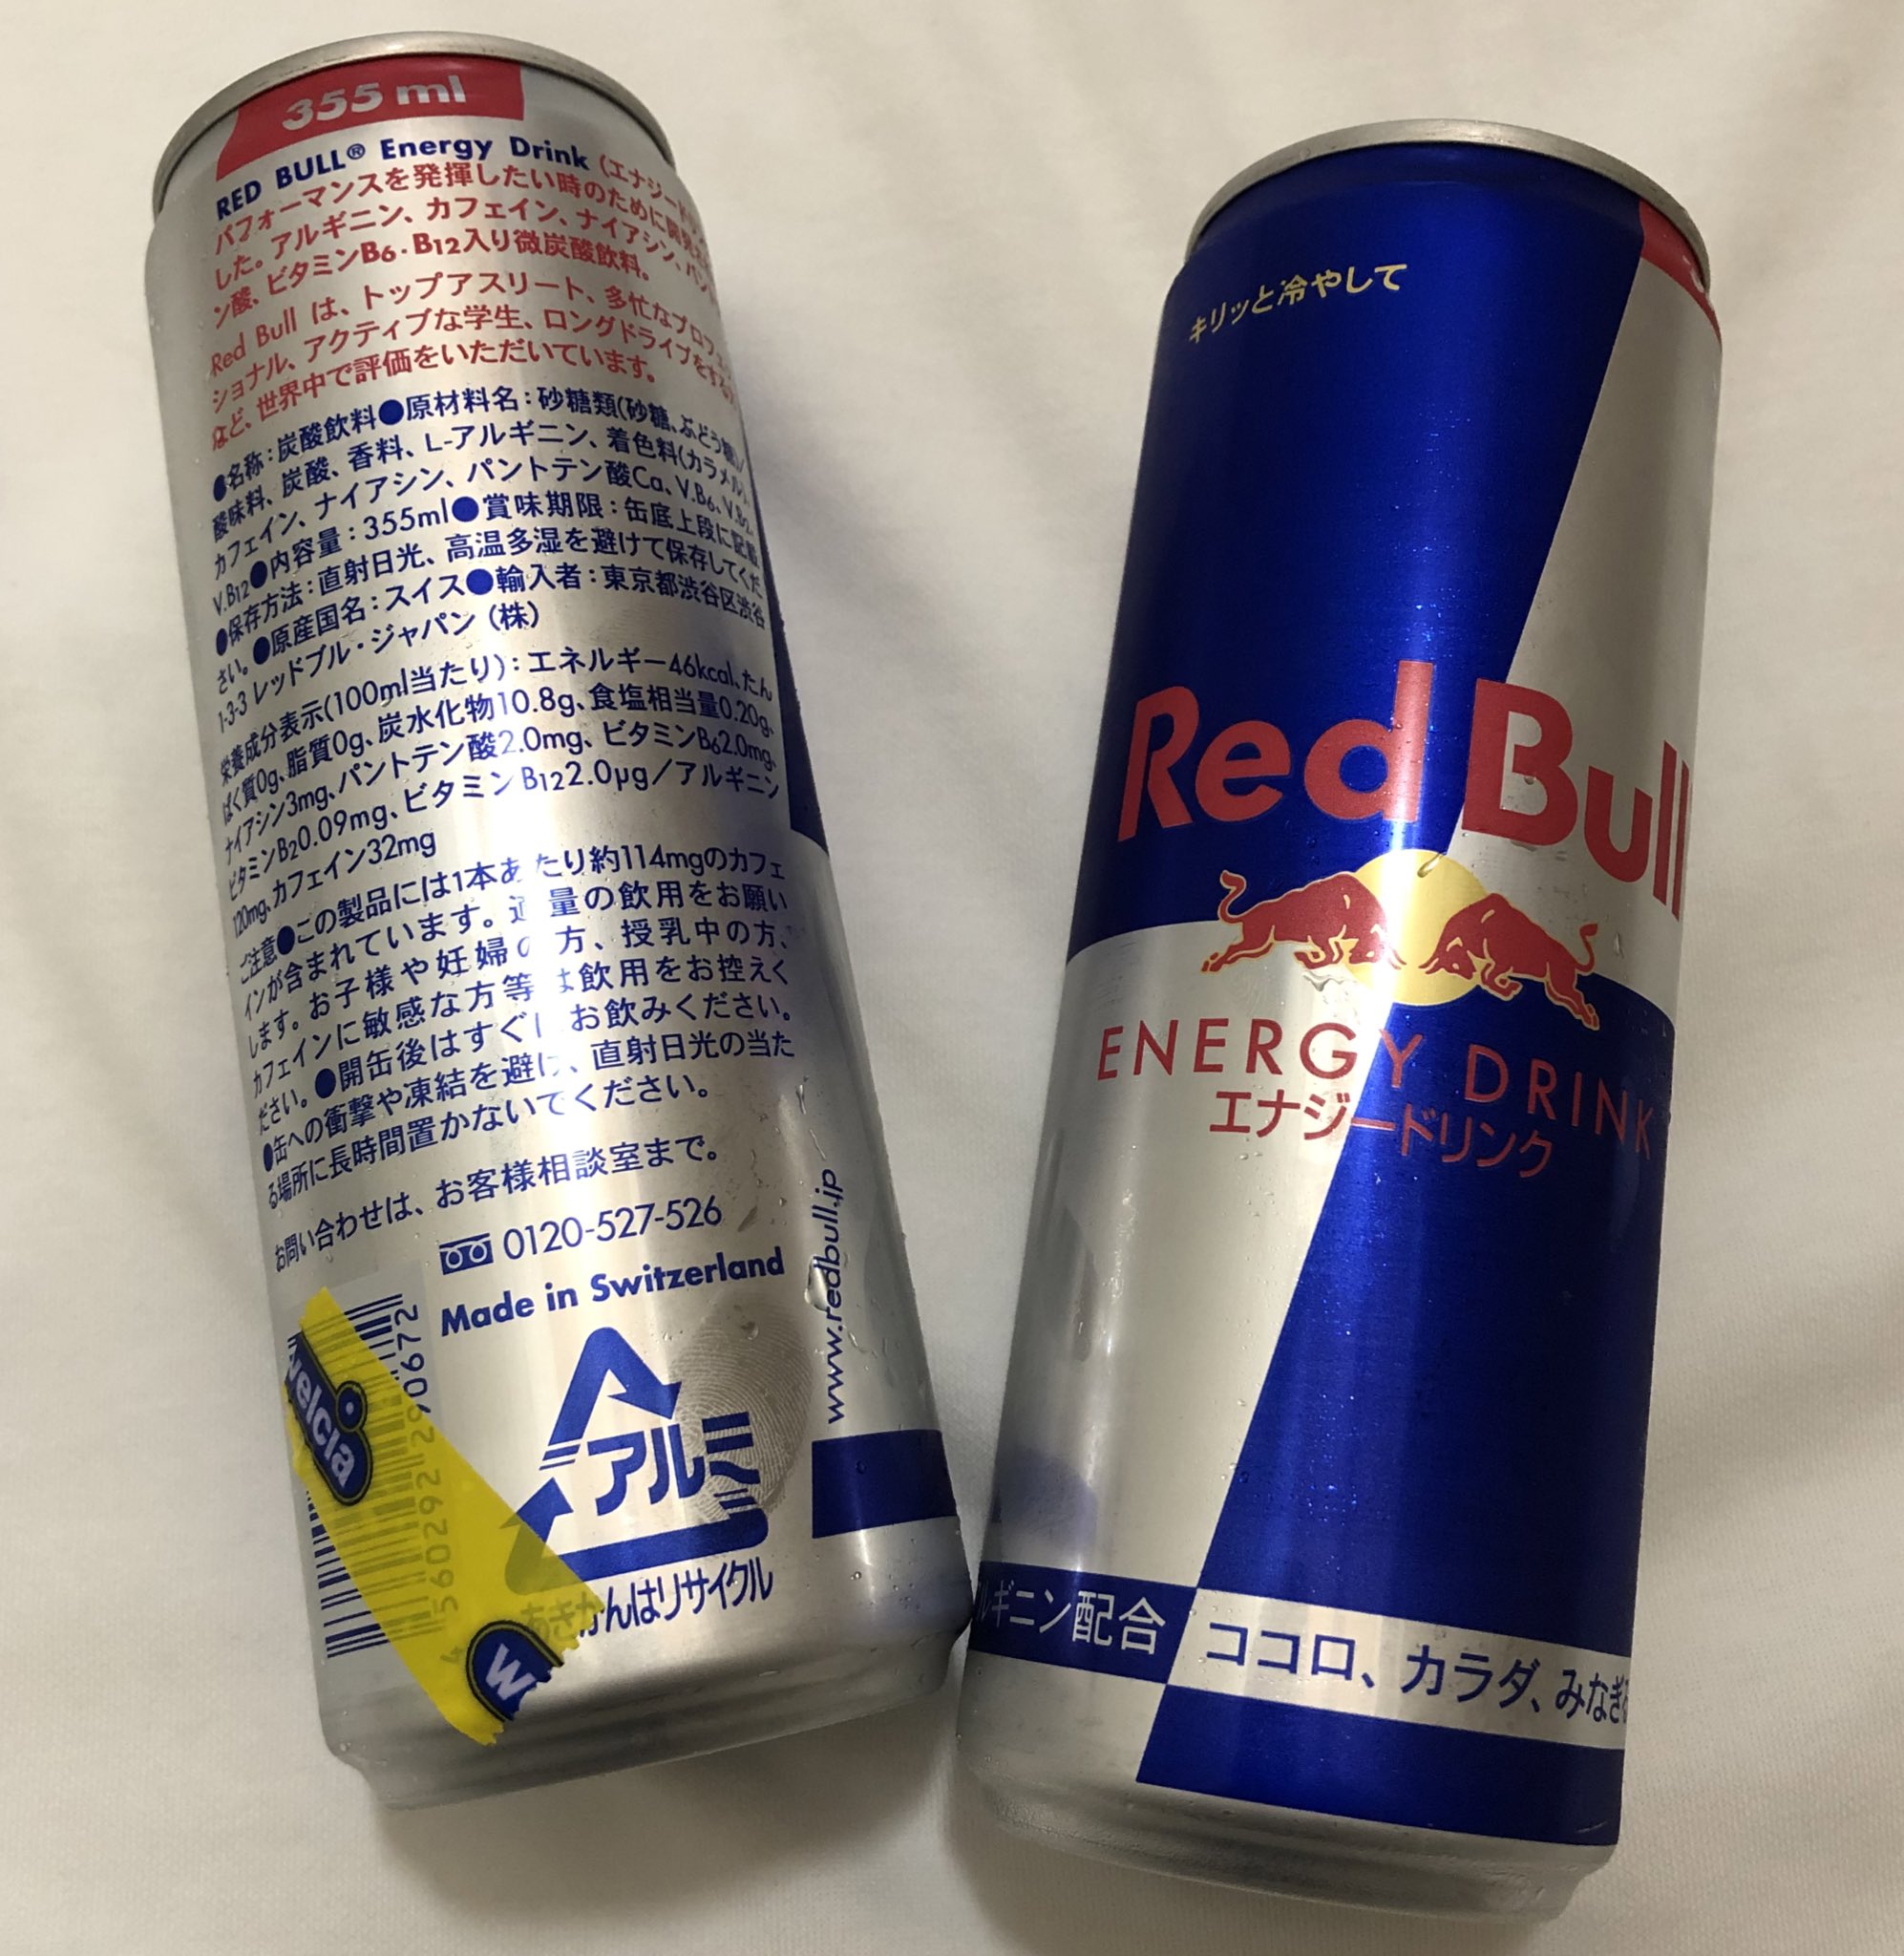 355 ml
RED BULL® Energy Drink (エナジー
パフォーマンスを発揮したい時のために開発
した。アルギニン、カフェイン、ナイアシン、パント
ン酸、ビタミンB6・B12入り微炭酸飲料。
Red Bull は、トップアスリート、多忙なプロフェ
ショナル、アクティブな学生、ロングドライブをする
など、世界中で評価をいただいています。
●名称：炭酸飲料●原材料名：砂糖類(砂糖、ぶどう糖)/
酸味料、炭酸、香料、L-アルギニン、着色料(カラメル)、
カフェイン、ナイアシン、パントテン酸Ca、V.B6、V.B2、
V.B12●内容量：355ml●賞味期限：缶底上段に記載
●保存方法：直射日光、高温多湿を避けて保存してくだ
さい。●原産国名：スイス●輸入者：東京都渋谷区渋谷
1-3-3 レッドブル・ジャパン（株）
栄養成分表示(100ml当たり)：エネルギー46kcal、たん
ぱく質0g、脂質0g、炭水化物10.8g、食塩相当量0.20g、
ナイアシン3mg、パントテン酸2.0mg、ビタミンB6 2.0mg、
ビタミンB2 0.09mg、ビタミンB12 2.0μg／アルギニン
120mg、カフェイン32mg
ご注意●この製品には1本あたり約114mgのカフェ
インが含まれています。適量の飲用をお願い
します。お子様や妊婦の方、授乳中の方、
カフェインに敏感な方等は飲用をお控えく
ださい。●開缶後はすぐにお飲みください。
●缶への衝撃や凍結を避け、直射日光の当た
る場所に長時間置かないでください。
お問い合わせは、お客様相談室まで。
0120-527-526
Made in Switzerland
www.redbull.jp
アルミ
あきかんはリサイクル
4 560292 290672
welcia
W
キリッと冷やして
Red Bull
ENERGY DRINK
エナジードリンク
ルギニン配合
ココロ、カラダ、みなぎる